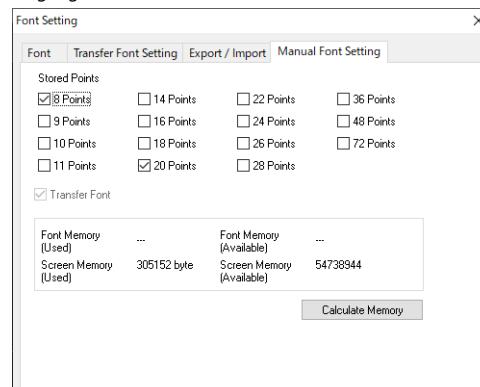 Font Setting
Font Transfer Font Setting Export / Import Manual Font Setting
Stored Points
8 Points 14 Points 22 Points 36 Points
9 Points 16 Points 24 Points 48 Points
10 Points 18 Points 26 Points 72 Points
11 Points 20 Points 28 Points
Transfer Font
Font Memory (Used) ... Font Memory (Available) ...
Screen Memory (Used) 305152 byte Screen Memory (Available) 54738944
Calculate Memory